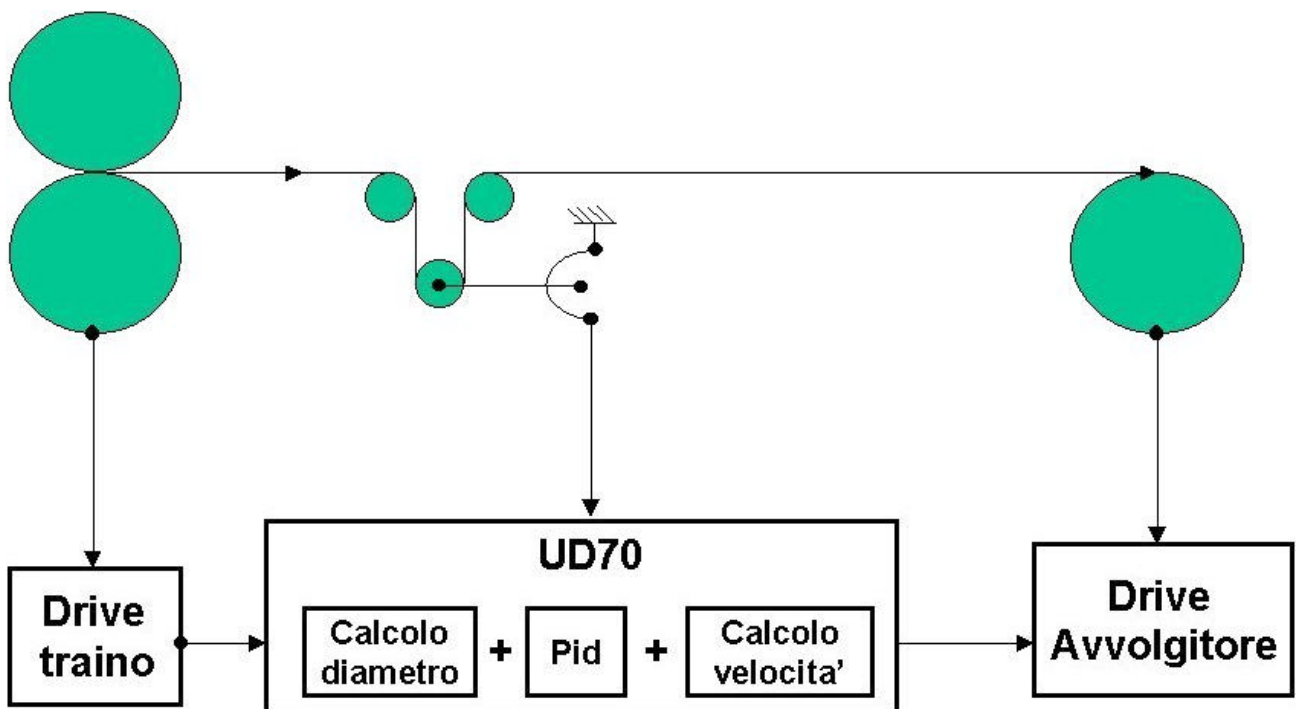 UD70
Drive
traino
Calcolo
diametro
+
Pid
+
Calcolo
velocita’
Drive
Avvolgitore